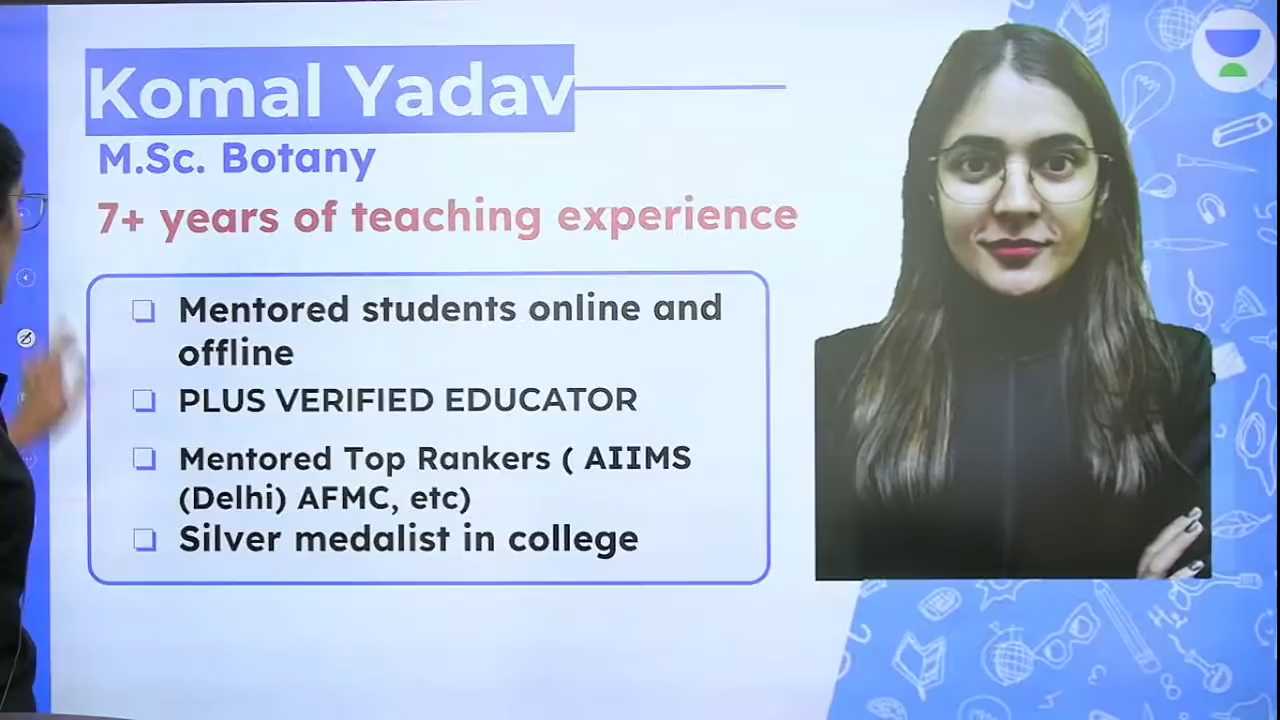 Komal Yadav
M.Sc. Botany
7+ years of teaching experience
Mentored students online and
offline
PLUS VERIFIED EDUCATOR
Mentored Top Rankers ( AIIMS
(Delhi) AFMC, etc)
Silver medalist in college
H₂O